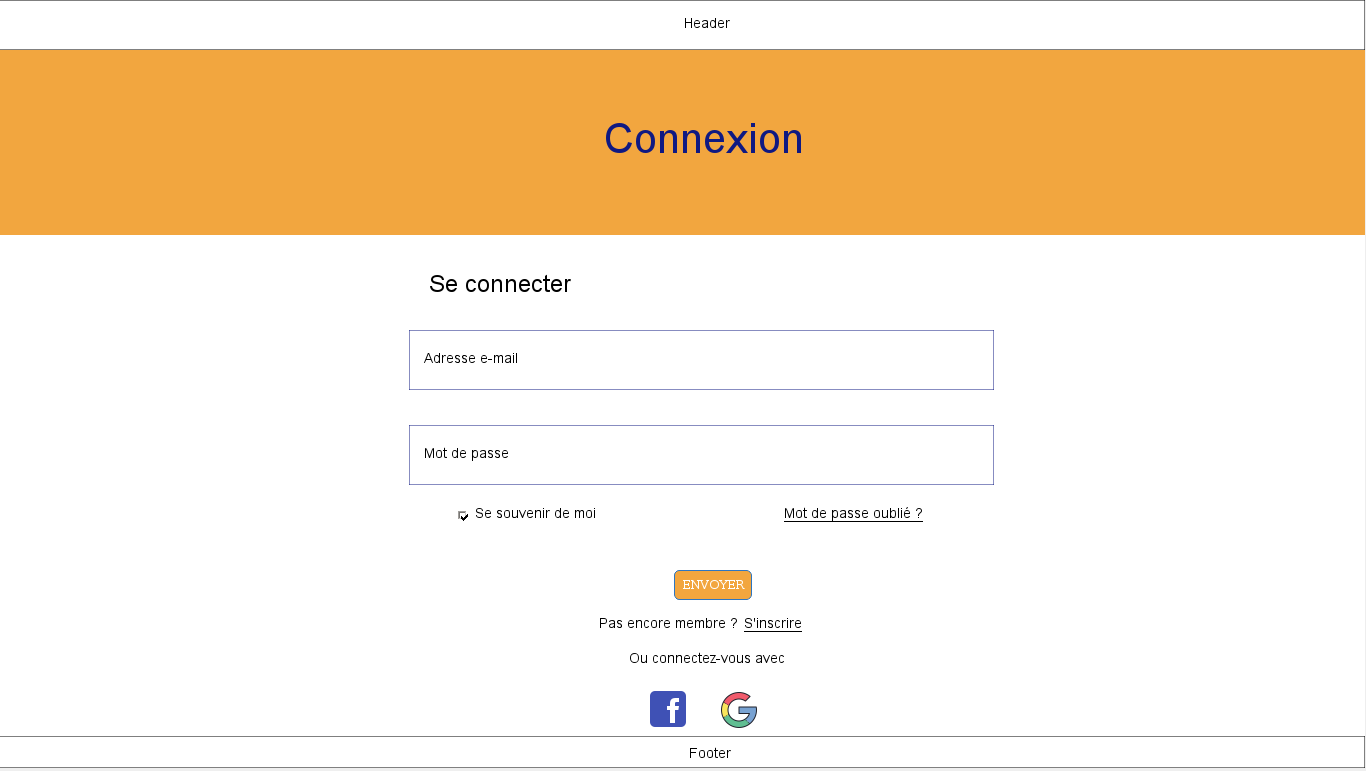 Header
Connexion
Se connecter
Adresse e-mail
Mot de passe
Se souvenir de moi
Mot de passe oublié ?
ENVOYER
Pas encore membre ? S'inscrire
Ou connectez-vous avec
f G
Footer